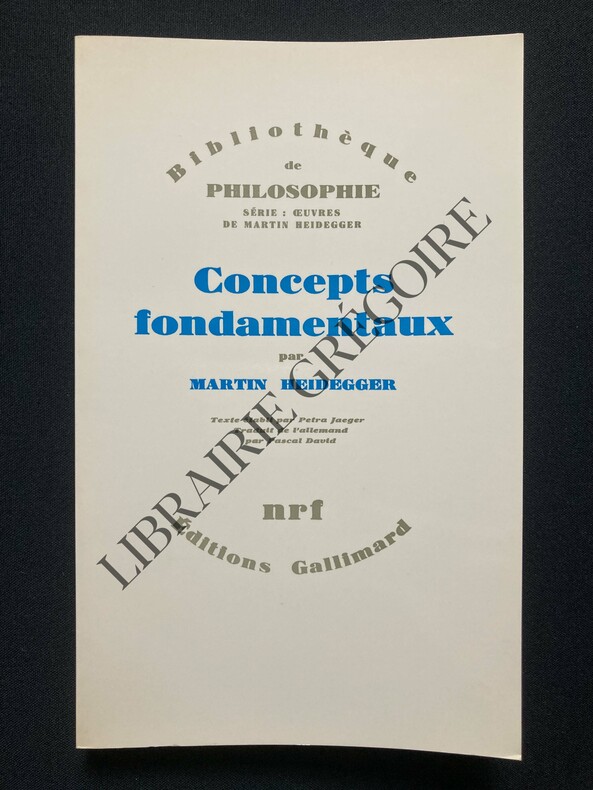 Bibliothèque
de
PHILOSOPHIE
SÉRIE : ŒUVRES
DE MARTIN HEIDEGGER
Concepts
fondamentaux
par
MARTIN HEIDEGGER
Texte établi par Petra Jaeger
Traduit de l'allemand
par Pascal David
nrf
Éditions Gallimard
LIBRAIRIE GRÉGOIRE